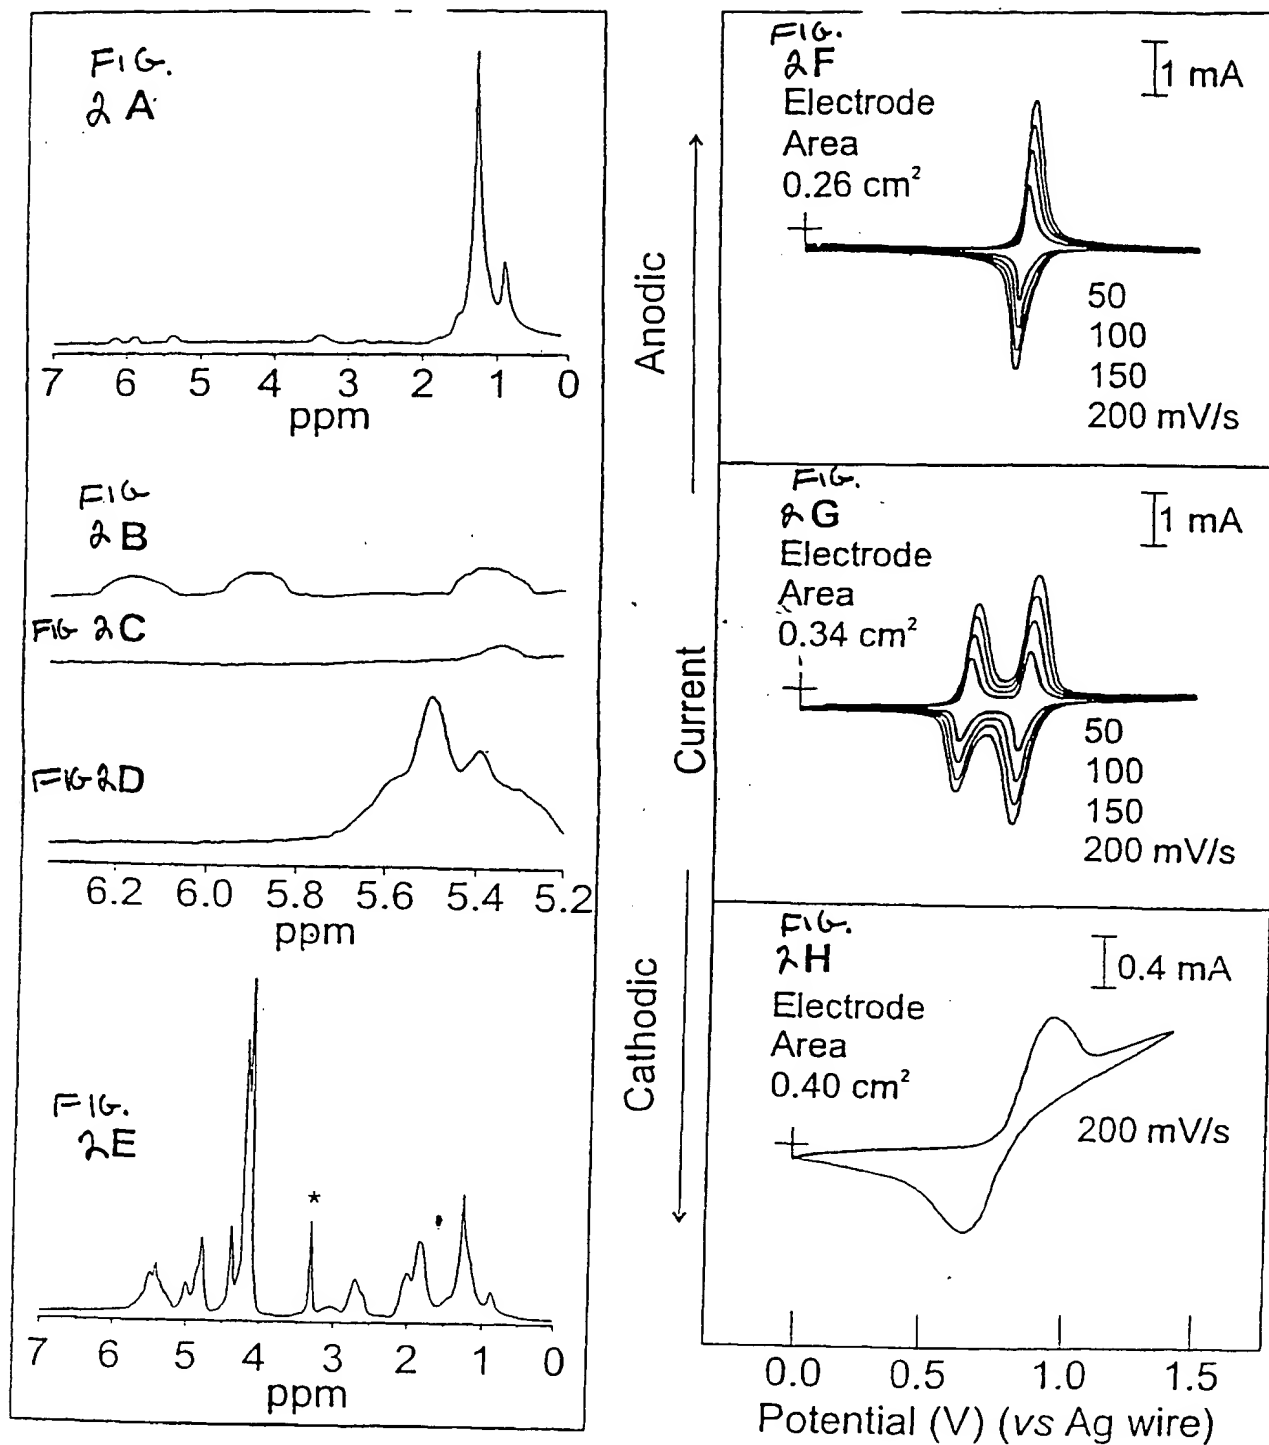 FIG.
2 A
7 6 5 4 3 2 1 0
ppm
FIG
2 B
FIG 2C
FIG 2D
6.2 6.0 5.8 5.6 5.4 5.2
ppm
FIG.
2E
*
7 6 5 4 3 2 1 0
ppm
Anodic
Current
Cathodic
FIG.
2F
Electrode
Area
0.26 cm²
1 mA
50
100
150
200 mV/s
FIG.
2G
Electrode
Area
0.34 cm²
1 mA
50
100
150
200 mV/s
FIG.
2H
Electrode
Area
0.40 cm²
0.4 mA
200 mV/s
0.0 0.5 1.0 1.5
Potential (V) (vs Ag wire)